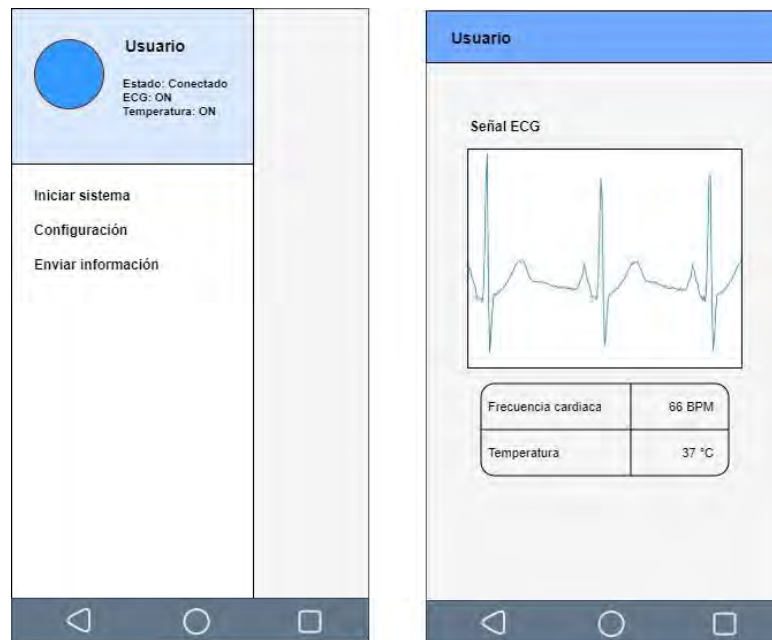 Usuario
Estado: Conectado
ECG: ON
Temperatura: ON
Iniciar sistema
Configuración
Enviar información
Usuario
Señal ECG
Frecuencia cardiaca 66 BPM
Temperatura 37 °C